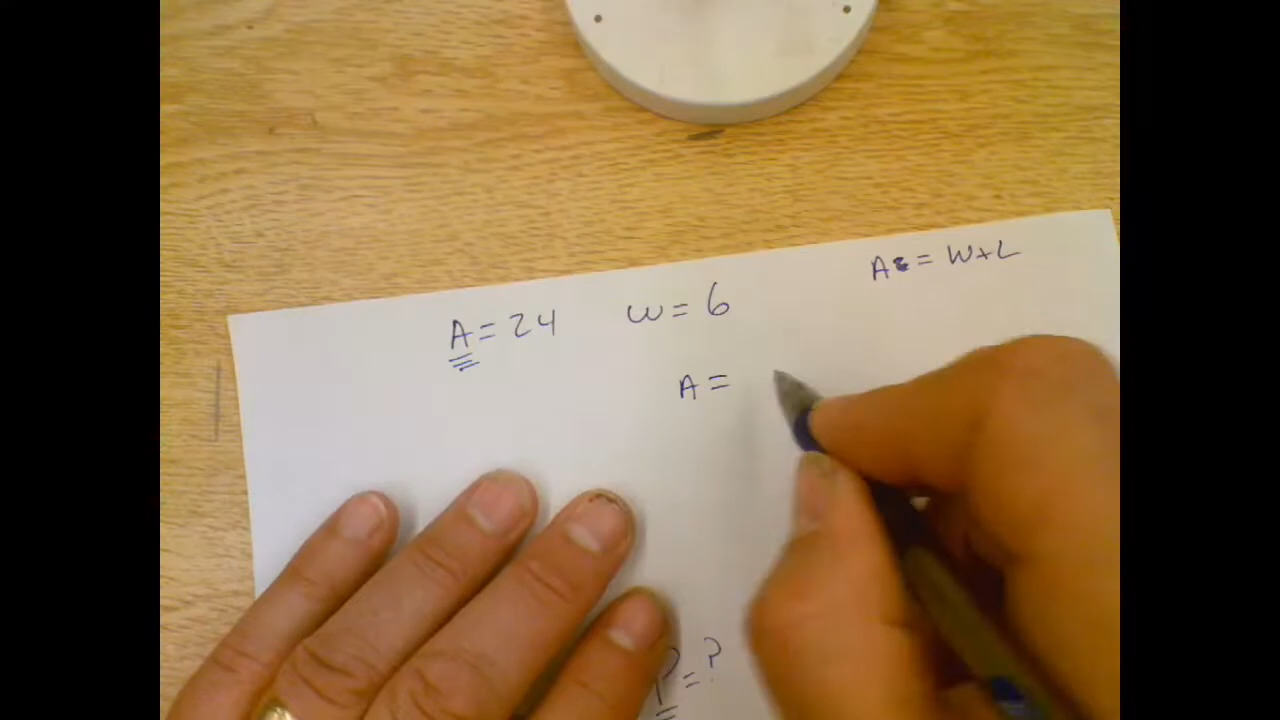 A = W+L
A = 24 w = 6
A =
P = ?